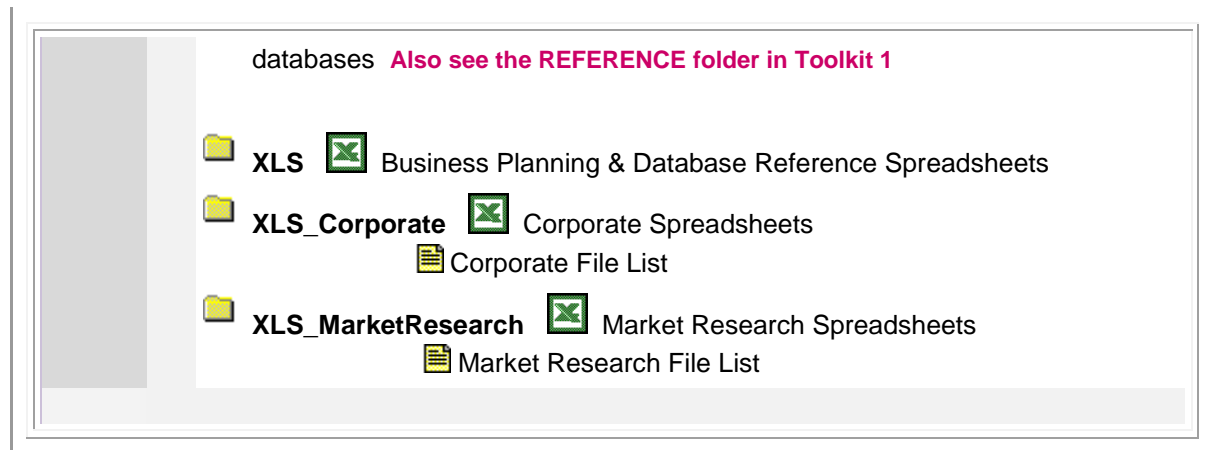 databases Also see the REFERENCE folder in Toolkit 1
XLS Business Planning & Database Reference Spreadsheets
XLS_Corporate Corporate Spreadsheets
Corporate File List
XLS_MarketResearch Market Research Spreadsheets
Market Research File List